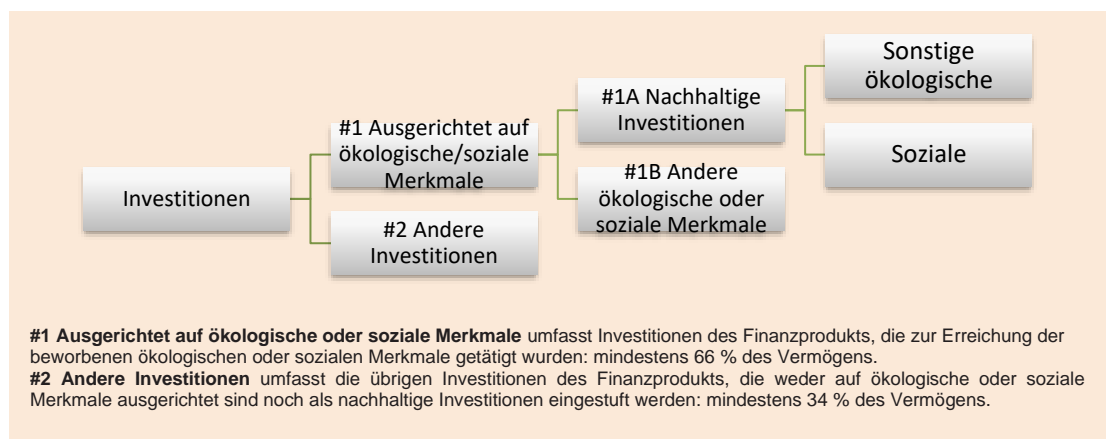 Investitionen
#1 Ausgerichtet auf
ökologische/soziale
Merkmale
#2 Andere
Investitionen
#1A Nachhaltige
Investitionen
#1B Andere
ökologische oder
soziale Merkmale
Sonstige
ökologische
Soziale
#1 Ausgerichtet auf ökologische oder soziale Merkmale umfasst Investitionen des Finanzprodukts, die zur Erreichung der
beworbenen ökologischen oder sozialen Merkmale getätigt wurden: mindestens 66 % des Vermögens.
#2 Andere Investitionen umfasst die übrigen Investitionen des Finanzprodukts, die weder auf ökologische oder soziale
Merkmale ausgerichtet sind noch als nachhaltige Investitionen eingestuft werden: mindestens 34 % des Vermögens.